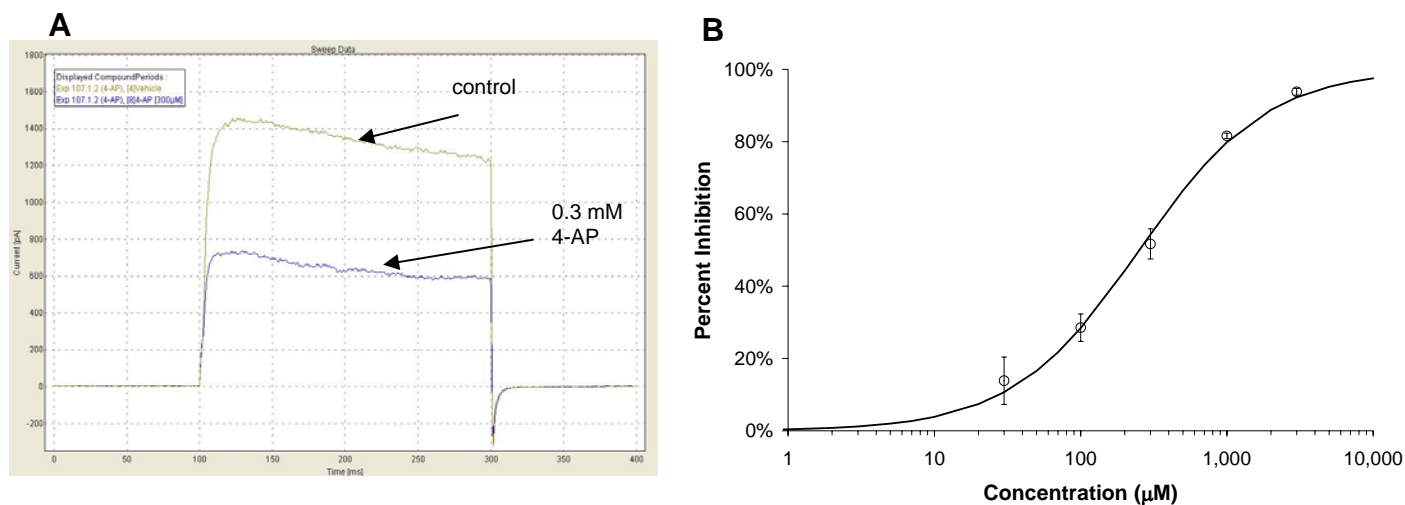 A
Sweep Data
Displayed CompoundPeriods :
Exp 107.1.2 (4-AP), [4]Vehicle
Exp 107.1.2 (4-AP), [8]4-AP [300µM]
control
0.3 mM
4-AP
Current [pA]
1800
1600
1400
1200
1000
800
600
400
200
0
-200
0 50 100 150 200 250 300 350 400
Time [ms]
B
Percent Inhibition
100%
80%
60%
40%
20%
0%
1 10 100 1,000 10,000
Concentration (µM)